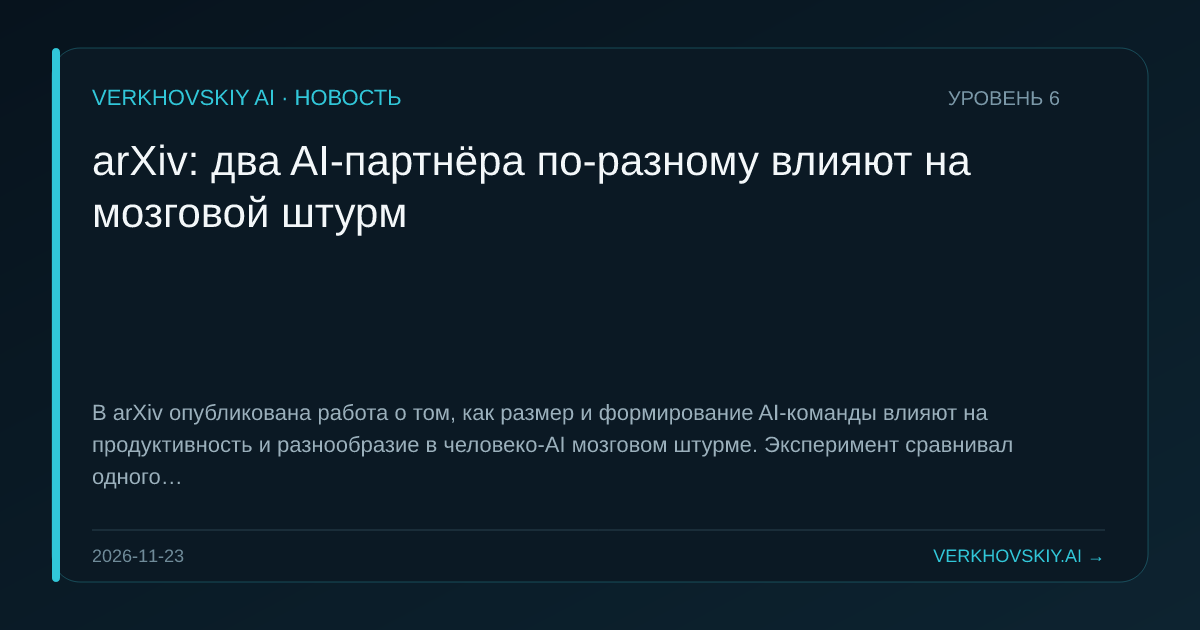 VERKHOVSKIY AI · НОВОСТЬ
УРОВЕНЬ 6
arXiv: два AI-партнёра по-разному влияют на
мозговой штурм
В arXiv опубликована работа о том, как размер и формирование AI-команды влияют на
продуктивность и разнообразие в человеко-AI мозговом штурме. Эксперимент сравнивал
одного…
2026-11-23
VERKHOVSKIY.AI →